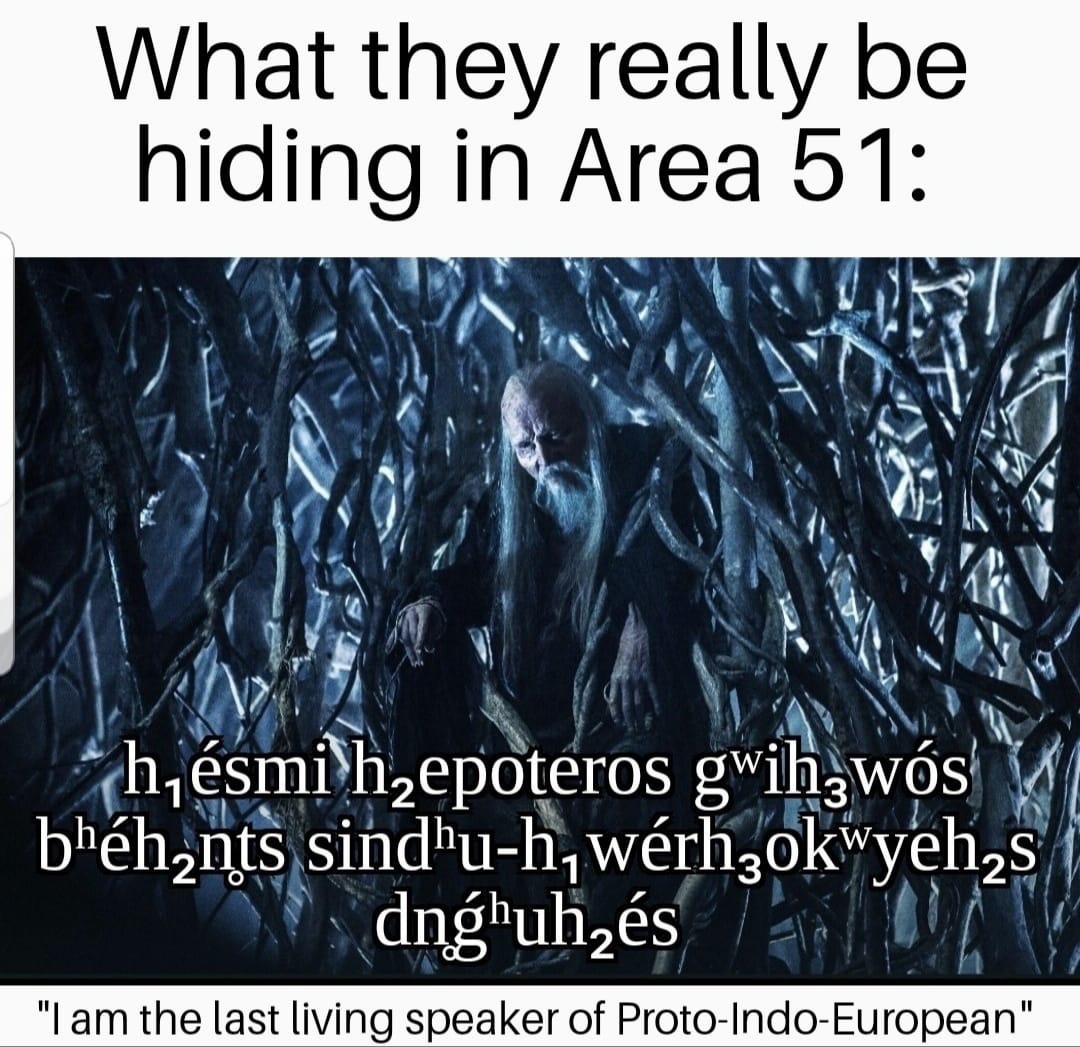 What they really be
hiding in Area 51:
h₁ésmi h₂epoteros gʷih₃wós
bʰéh₂n̥ts sindʰu-h₁wérh₃okʷyeh₂s
dn̥ǵʰuh₂és
"I am the last living speaker of Proto-Indo-European"